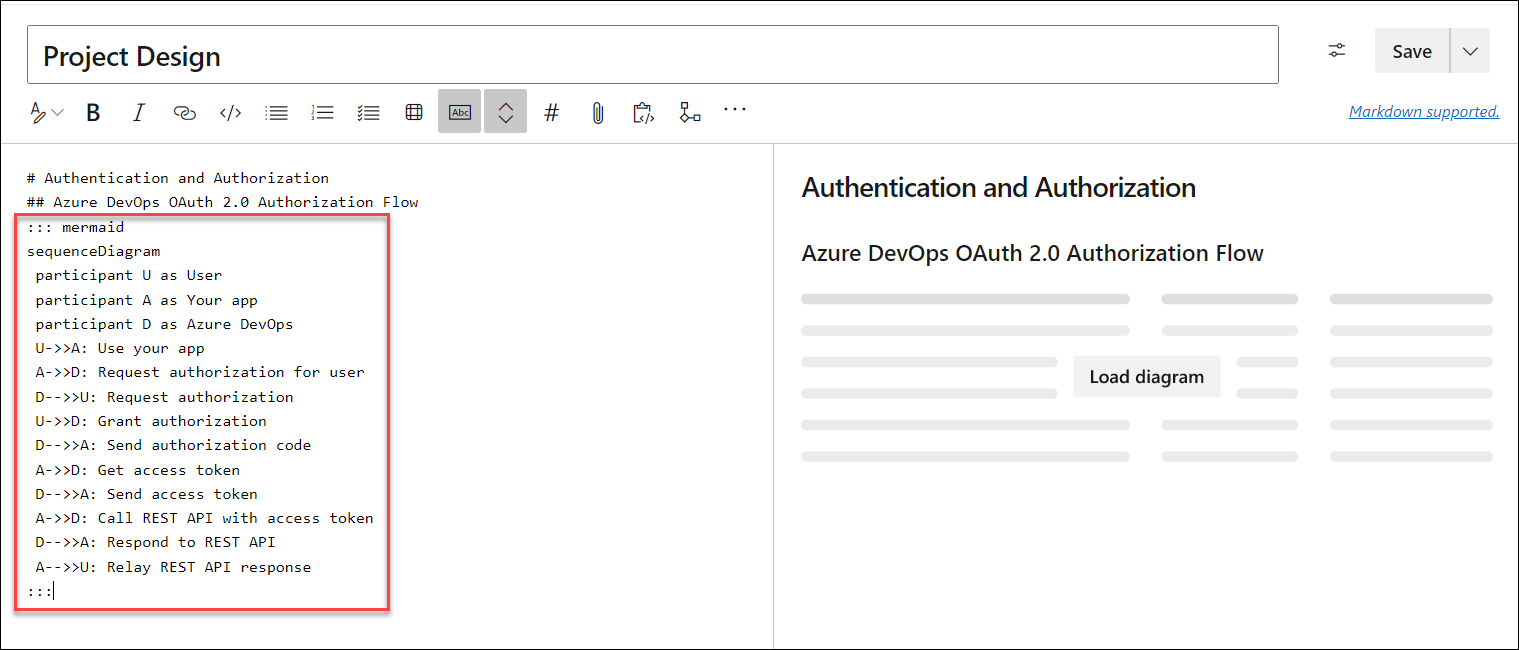 Project Design
Save
B I </> Abc # ...
Markdown supported.
# Authentication and Authorization
## Azure DevOps OAuth 2.0 Authorization Flow
::: mermaid
sequenceDiagram
participant U as User
participant A as Your app
participant D as Azure DevOps
U->>A: Use your app
A->>D: Request authorization for user
D-->>U: Request authorization
U->>D: Grant authorization
D-->>A: Send authorization code
A->>D: Get access token
D-->>A: Send access token
A->>D: Call REST API with access token
D-->>A: Respond to REST API
A-->>U: Relay REST API response
:::
Authentication and Authorization
Azure DevOps OAuth 2.0 Authorization Flow
Load diagram